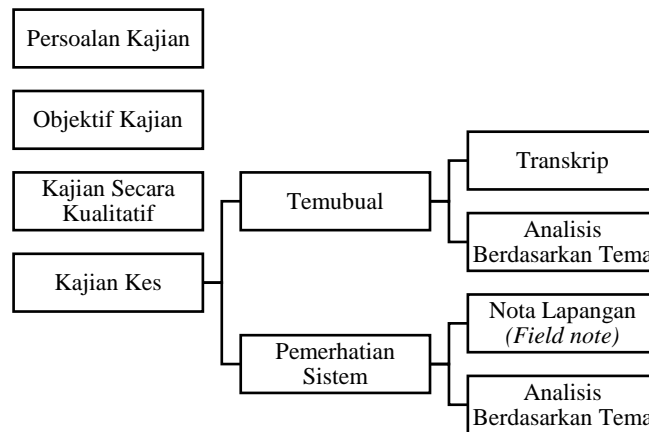 Persoalan Kajian
Objektif Kajian
Kajian Secara
Kualitatif
Kajian Kes
Temubual
Transkrip
Analisis
Berdasarkan Tema
Pemerhatian
Sistem
Nota Lapangan
(Field note)
Analisis
Berdasarkan Tema